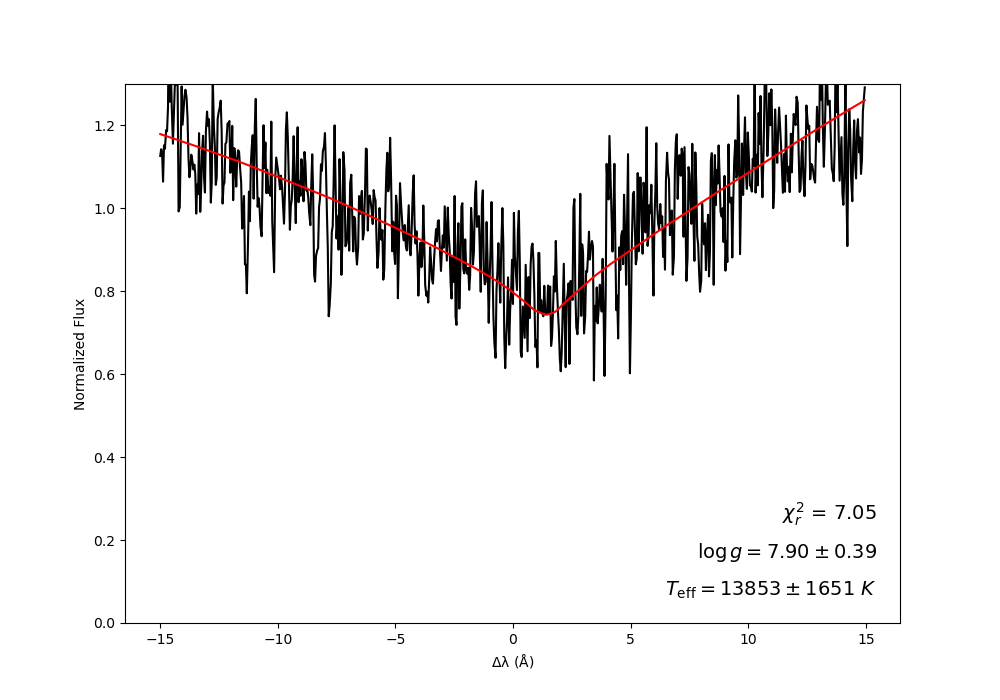 1.2
1.0
0.8
0.6
0.4
0.2
0.0
Normalized Flux
χ²ᵣ = 7.05
log g = 7.90 ± 0.39
T_eff = 13853 ± 1651 K
−15 −10 −5 0 5 10 15
Δλ (Å)